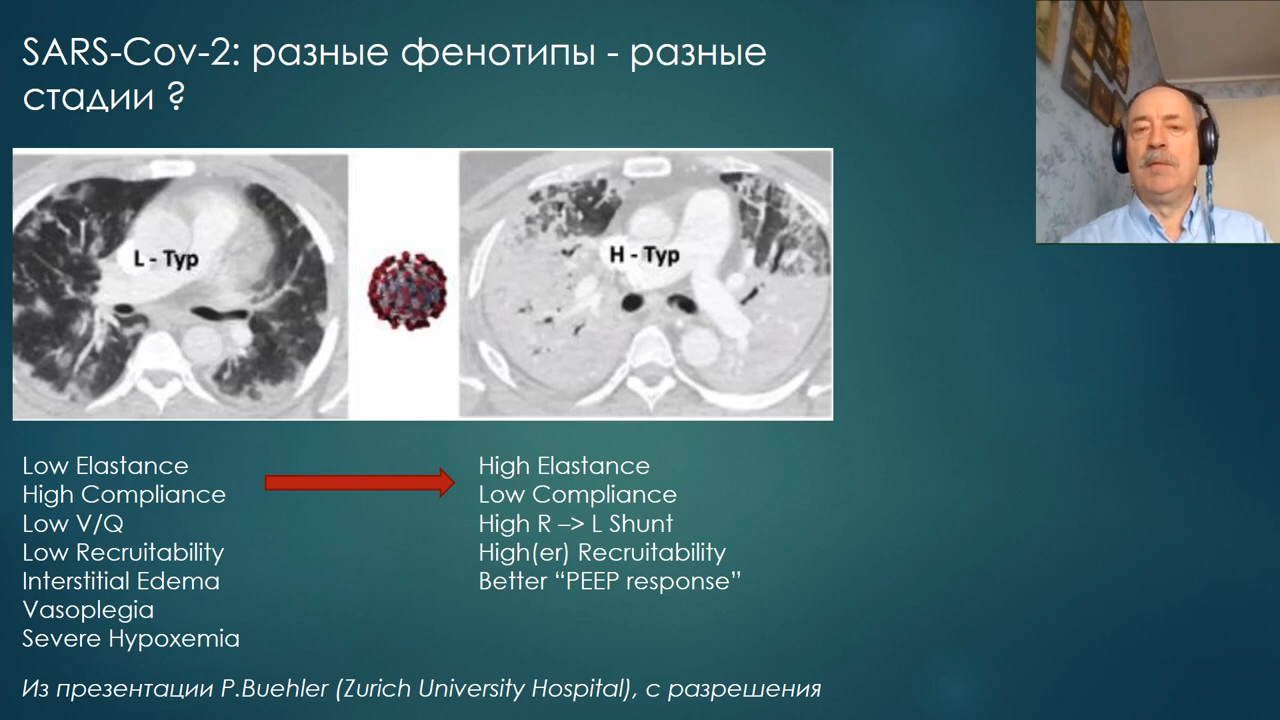 SARS-Cov-2: разные фенотипы - разные
стадии ?
L - Typ
H - Typ
Low Elastance
High Compliance
Low V/Q
Low Recruitability
Interstitial Edema
Vasoplegia
Severe Hypoxemia
High Elastance
Low Compliance
High R –> L Shunt
High(er) Recruitability
Better “PEEP response”
Из презентации P.Buehler (Zurich University Hospital), с разрешения